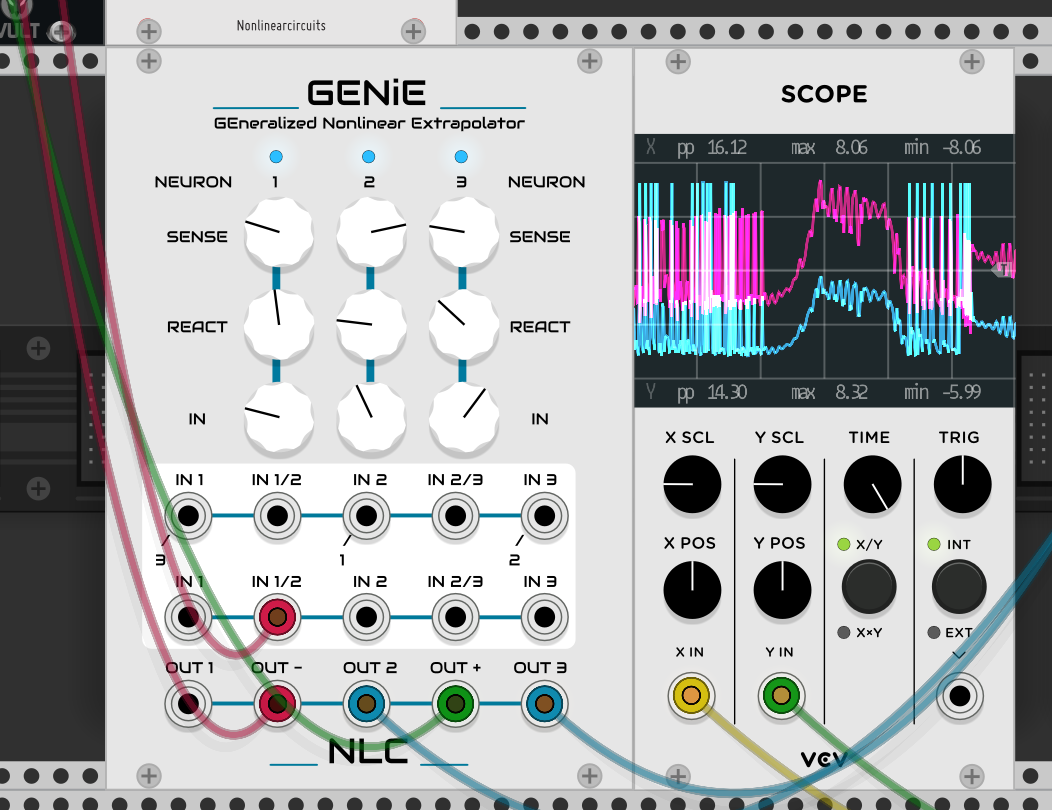 VULT
Nonlinearcircuits
GENiE
GEneralized Nonlinear Extrapolator
NEURON 1 2 3 NEURON
SENSE SENSE
REACT REACT
IN IN
IN 1 IN 1/2 IN 2 IN 2/3 IN 3
3 1 2
IN 1 IN 1/2 IN 2 IN 2/3 IN 3
OUT 1 OUT - OUT 2 OUT + OUT 3
NLC
SCOPE
X pp 16.12 max 8.06 min -8.06
T
Y pp 14.30 max 8.32 min -5.99
X SCL Y SCL TIME TRIG
X POS Y POS X/Y INT
X×Y EXT
X IN Y IN
VCV